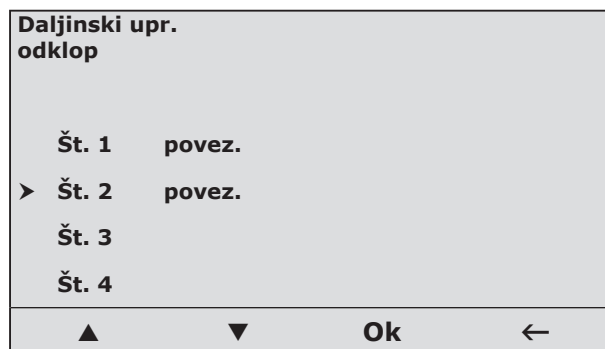 Daljinski upr.
odklop
Št. 1 povez.
➤ Št. 2 povez.
Št. 3
Št. 4
▲ ▼ Ok ←